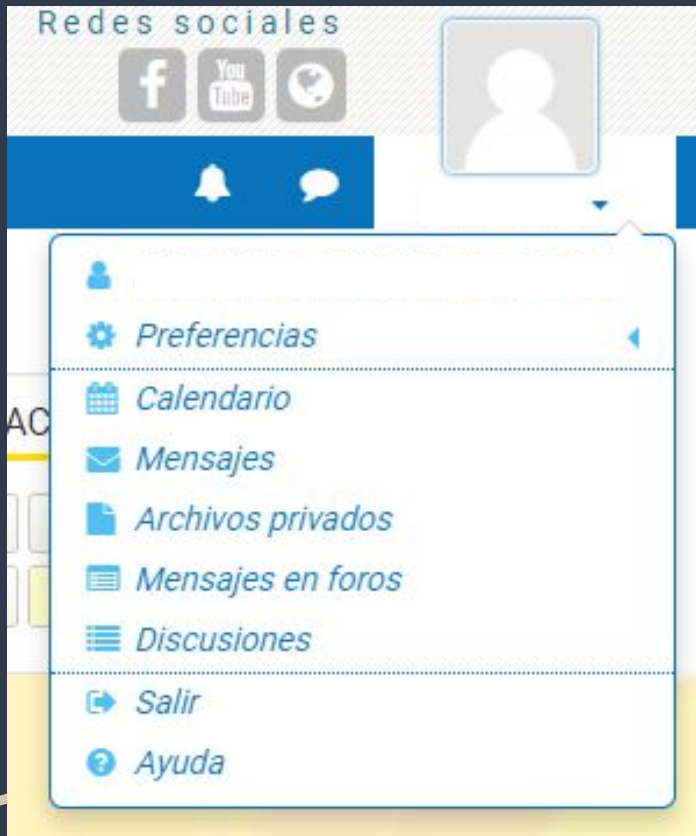 Redes sociales
f You Tube
Preferencias
Calendario
AC
Mensajes
Archivos privados
Mensajes en foros
Discusiones
Salir
Ayuda